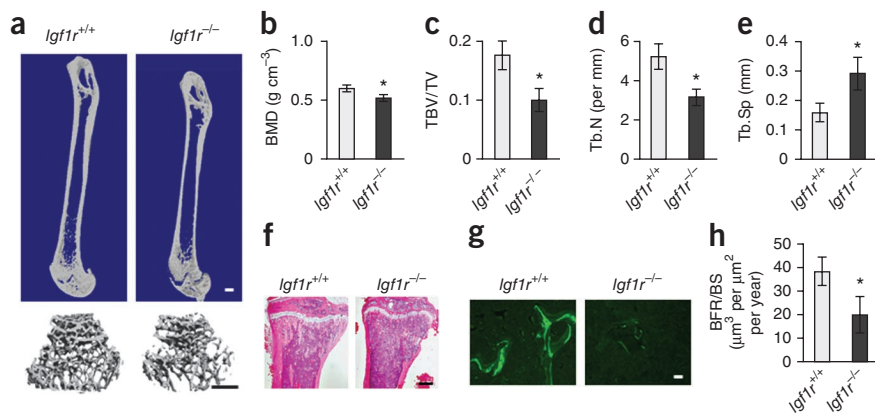 a
Igf1r+/+
Igf1r–/–
b
BMD (g cm–3)
1.0
0.5
0
Igf1r+/+
Igf1r–/–
*
c
TBV/TV
0.2
0.1
0
Igf1r+/+
Igf1r–/–
*
d
Tb.N (per mm)
6
4
2
0
Igf1r+/+
Igf1r–/–
*
e
Tb.Sp (mm)
0.4
0.3
0.2
0.1
0
Igf1r+/+
Igf1r–/–
*
f
Igf1r+/+
Igf1r–/–
g
Igf1r+/+
Igf1r–/–
h
BFR/BS
(μm3 per μm2
per year)
50
40
30
20
10
0
Igf1r+/+
Igf1r–/–
*